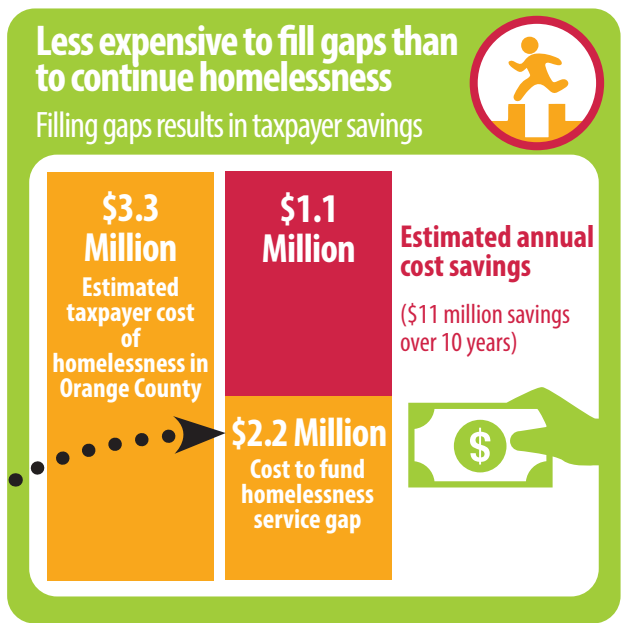 Less expensive to fill gaps than
to continue homelessness
Filling gaps results in taxpayer savings
$3.3
Million
Estimated
taxpayer cost
of
homelessness in
Orange County
$1.1
Million
Estimated annual
cost savings
($11 million savings
over 10 years)
$2.2 Million
Cost to fund
homelessness
service gap
$